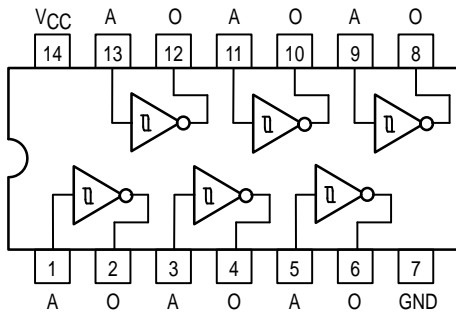 VCC A O A O A O
14 13 12 11 10 9 8
1 2 3 4 5 6 7
A O A O A O GND